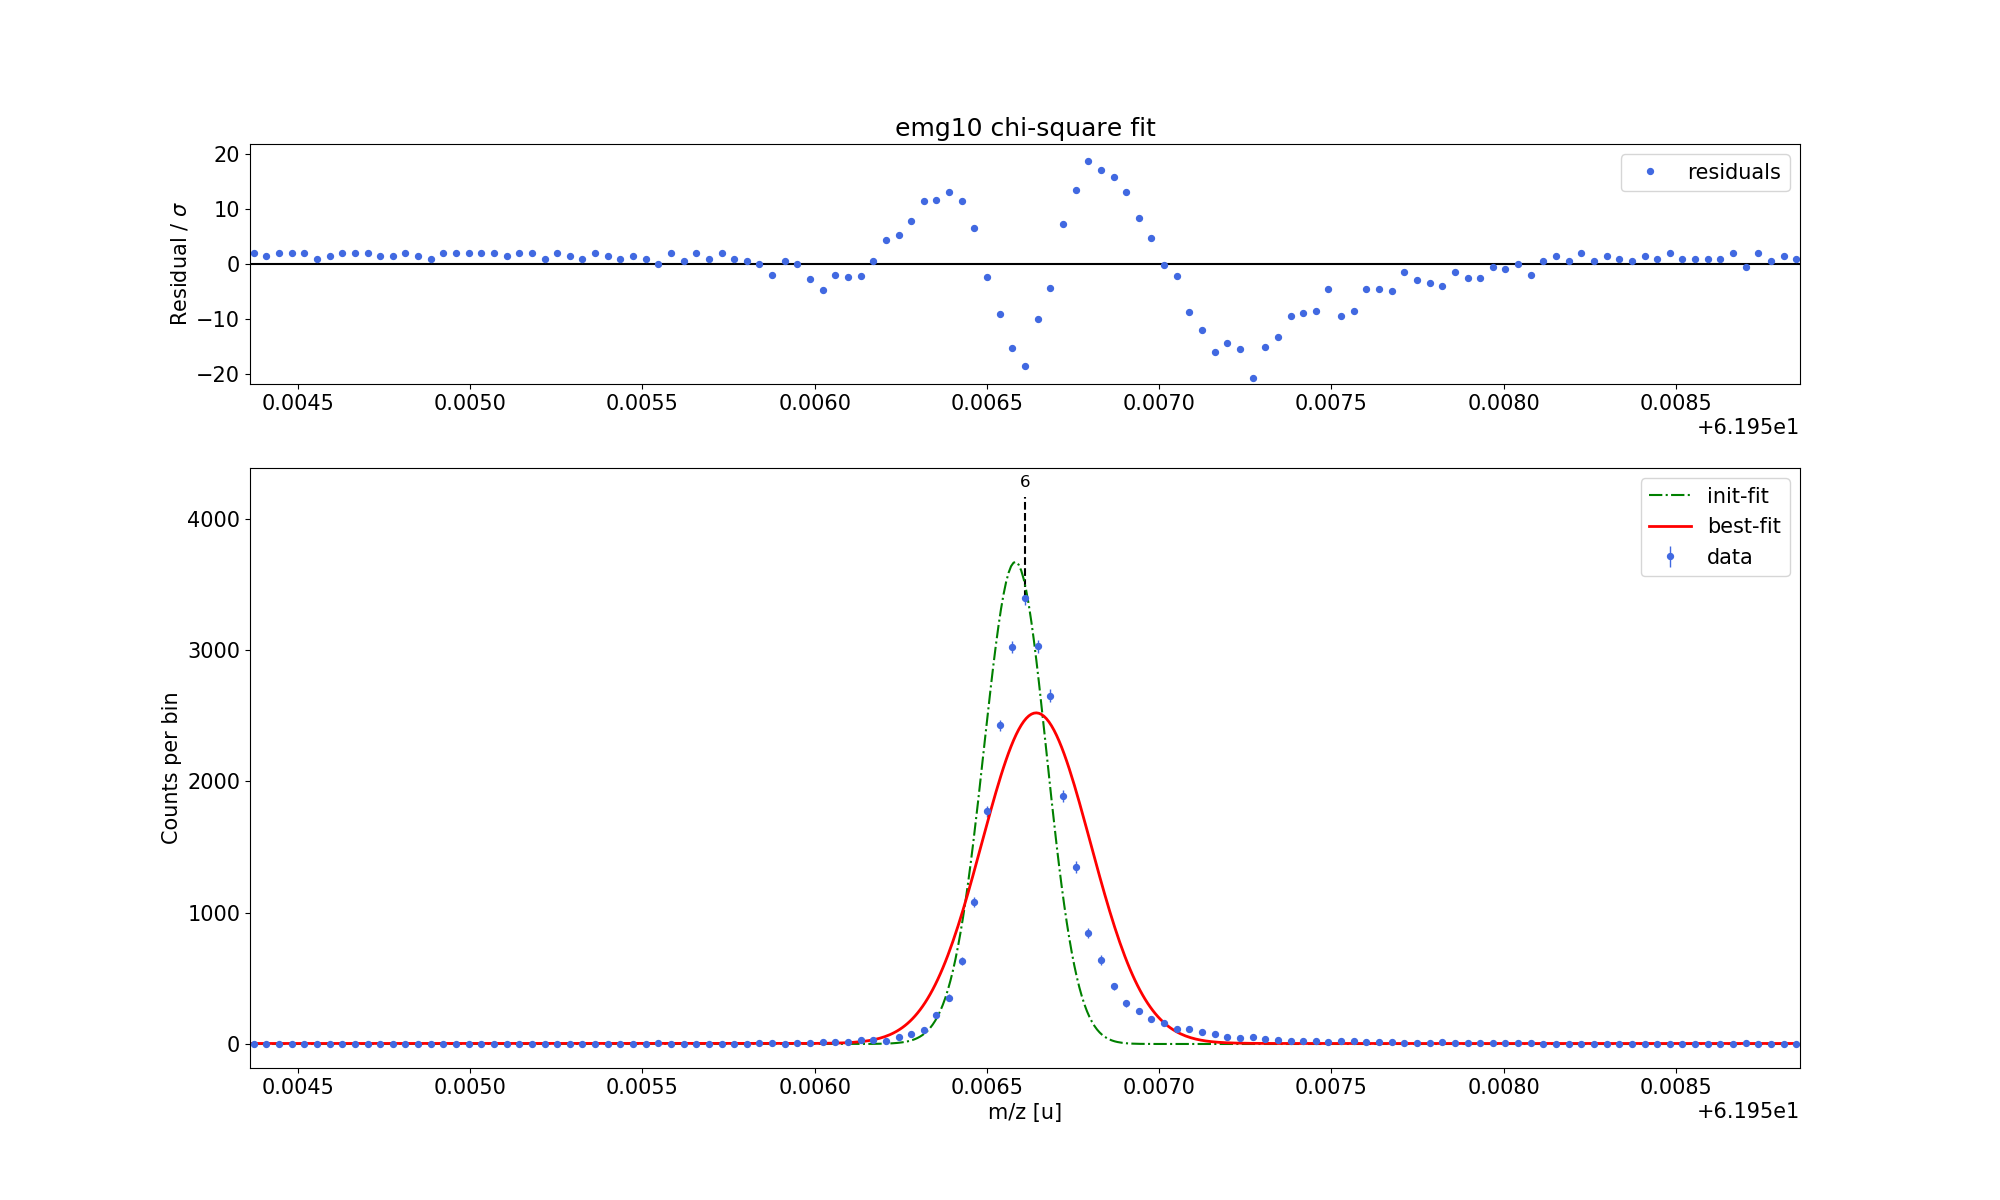 emg10 chi-square fit
Residual / σ
20
10
0
−10
−20
residuals
0.0045 0.0050 0.0055 0.0060 0.0065 0.0070 0.0075 0.0080 0.0085
+6.195e1
6
Counts per bin
4000
3000
2000
1000
0
init-fit
best-fit
data
0.0045 0.0050 0.0055 0.0060 0.0065 0.0070 0.0075 0.0080 0.0085
m/z [u]
+6.195e1